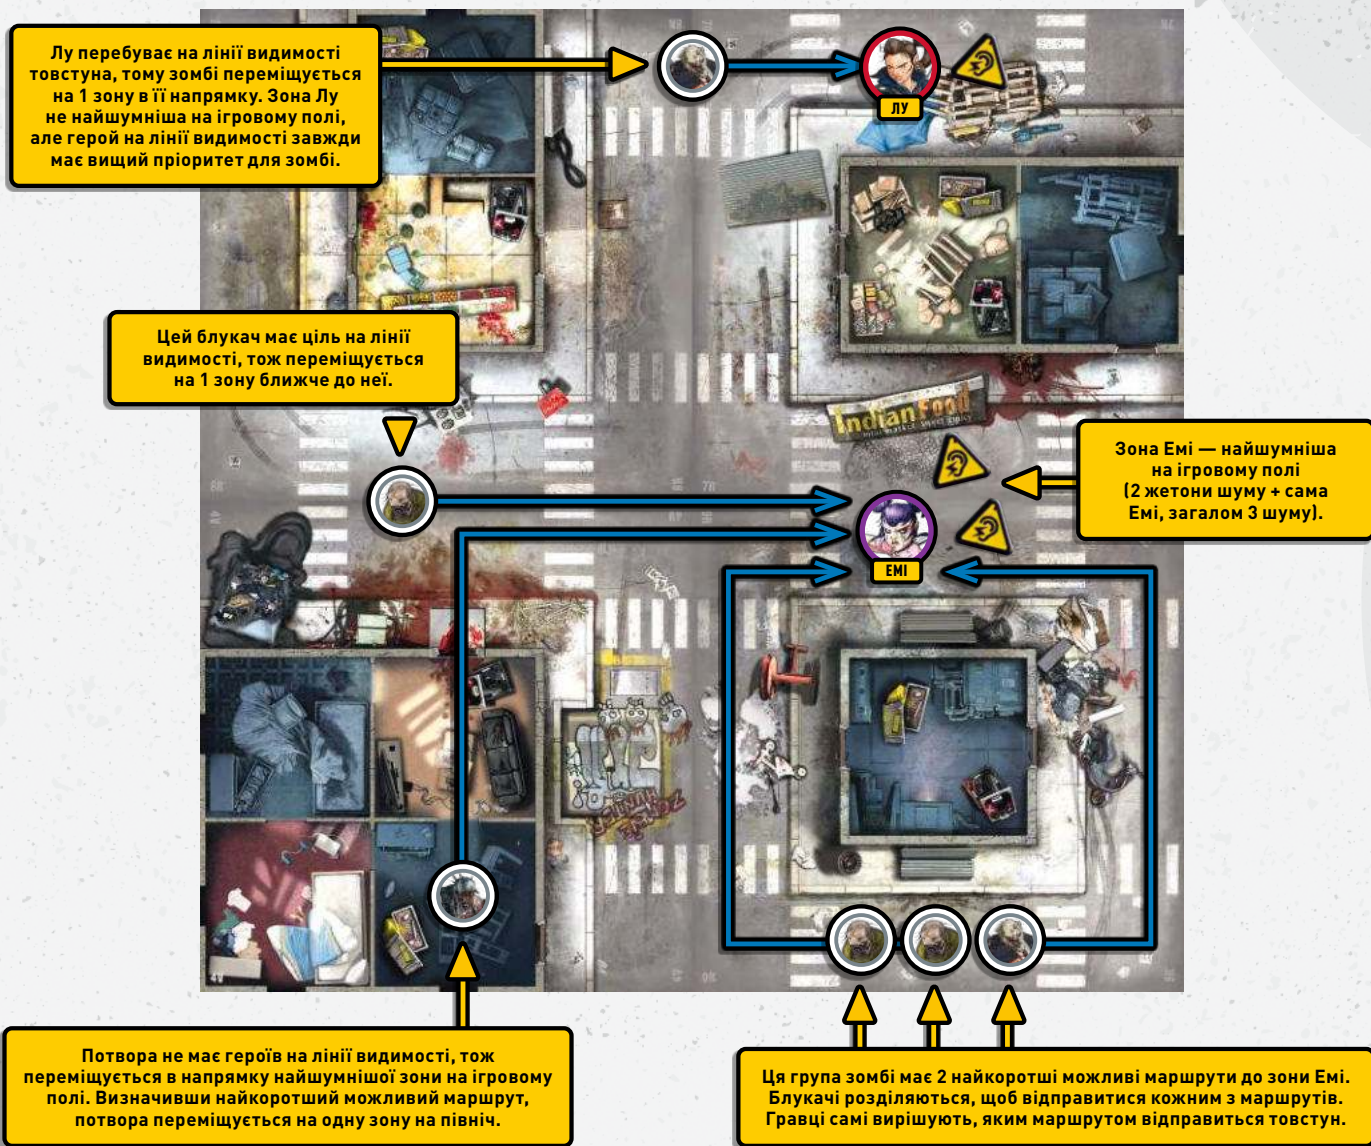 Лу перебуває на лінії видимості
товстуна, тому зомбі переміщується
на 1 зону в її напрямку. Зона Лу
не найшумніша на ігровому полі,
але герой на лінії видимості завжди
має вищий пріоритет для зомбі.
ЛУ
Цей блукач має ціль на лінії
видимості, тож переміщується
на 1 зону ближче до неї.
Indian Food
Зона Емі — найшумніша
на ігровому полі
(2 жетони шуму + сама
Емі, загалом 3 шуму).
ЕМІ
Потвора не має героїв на лінії видимості, тож
переміщується в напрямку найшумнішої зони на ігровому
полі. Визначивши найкоротший можливий маршрут,
потвора переміщується на одну зону на північ.
Ця група зомбі має 2 найкоротші можливі маршрути до зони Емі.
Блукачі розділяються, щоб відправитися кожним з маршрутів.
Гравці самі вирішують, яким маршрутом відправиться товстун.